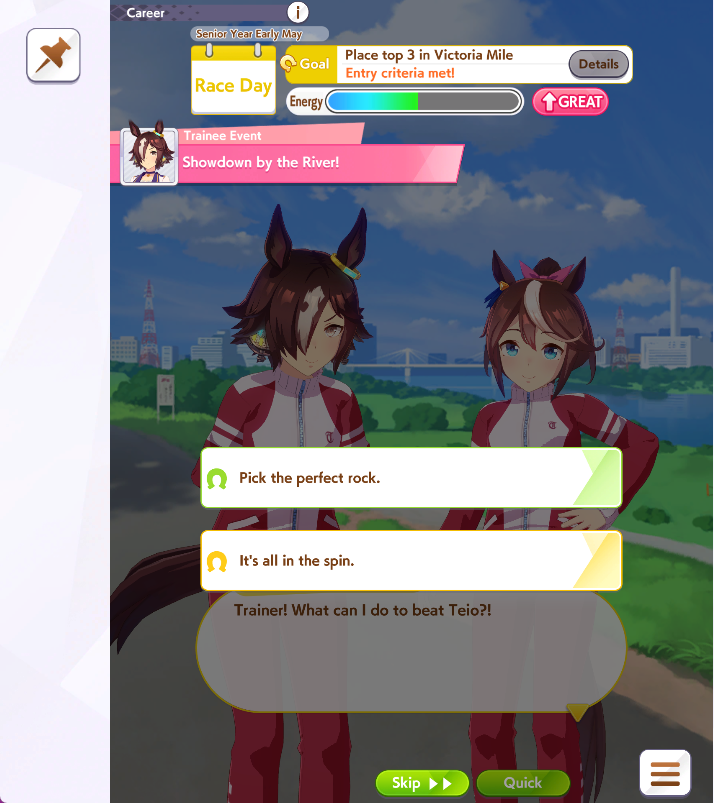 Career
i
Senior Year Early May
Race Day
Goal
Place top 3 in Victoria Mile
Entry criteria met!
Details
Energy
GREAT
Trainee Event
Showdown by the River!
Pick the perfect rock.
It's all in the spin.
Trainer! What can I do to beat Teio?!
Skip
Quick